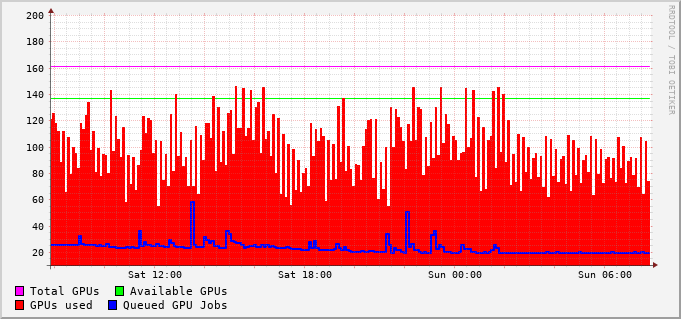 200
180
160
140
120
100
80
60
40
20
Sat 12:00 Sat 18:00 Sun 00:00 Sun 06:00
Total GPUs Available GPUs
GPUs used Queued GPU Jobs
RRDTOOL / TOBI OETIKER